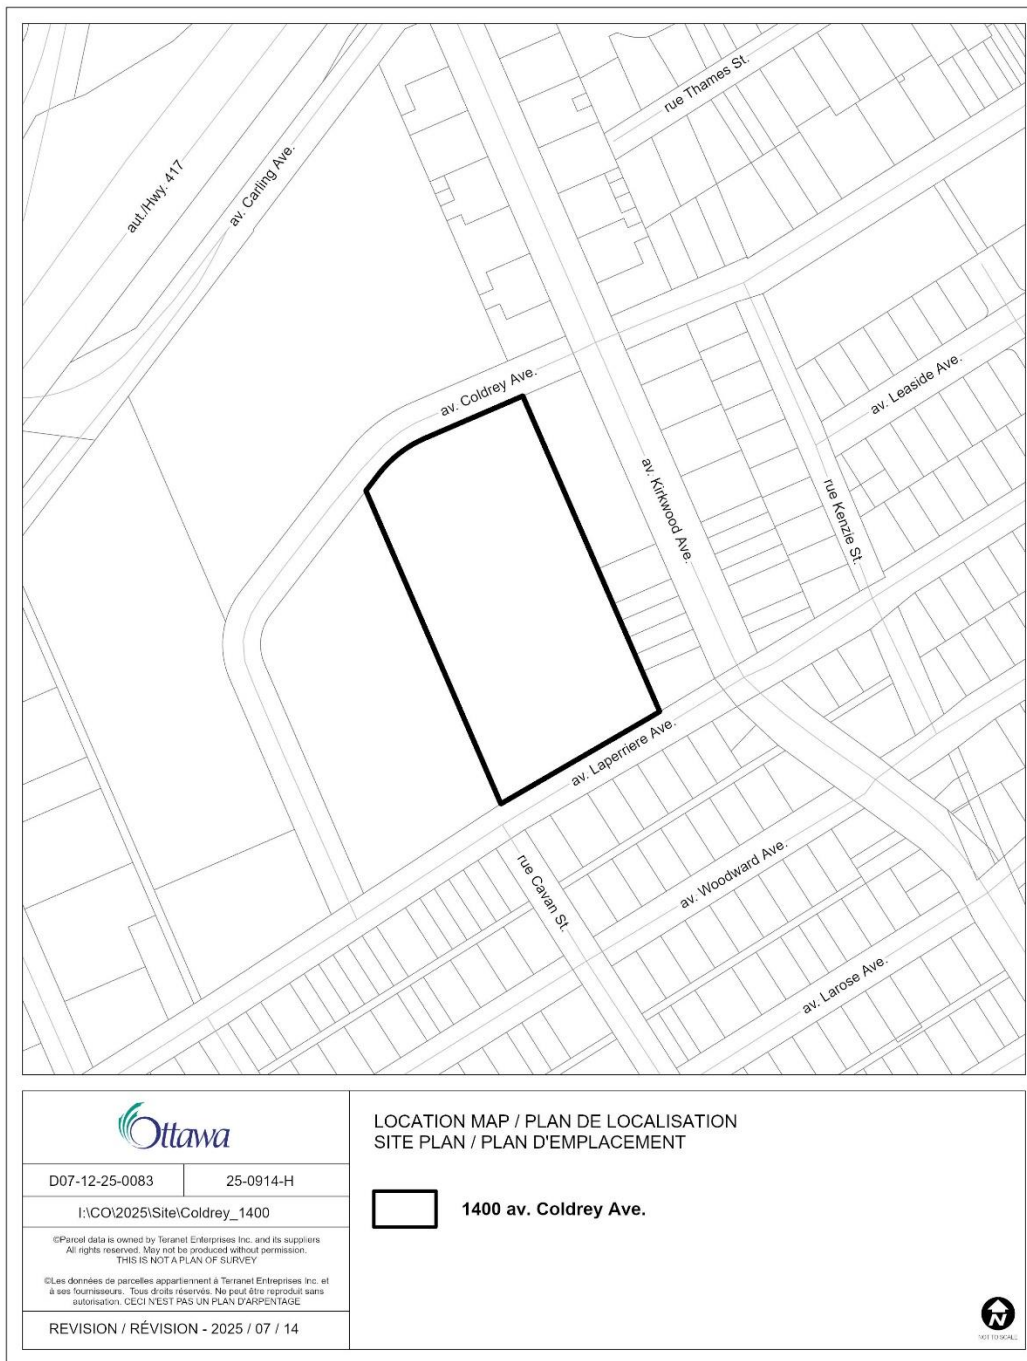 rue Thames St.
aut./Hwy. 417
av. Carling Ave.
av. Coldrey Ave.
av. Leaside Ave.
av. Kirkwood Ave.
rue Kenzie St.
av. Laperriere Ave.
av. Woodward Ave.
rue Cavan St.
av. Larose Ave.
Ottawa
D07-12-25-0083
25-0914-H
I:\CO\2025\Site\Coldrey_1400
©Parcel data is owned by Teranet Enterprises Inc. and its suppliers
All rights reserved. May not be produced without permission.
THIS IS NOT A PLAN OF SURVEY
©Les données de parcelles appartiennent à Terranet Entreprises Inc. et
à ses fournisseurs. Tous droits réservés. Ne peut être reproduit sans
autorisation. CECI N'EST PAS UN PLAN D'ARPENTAGE
REVISION / RÉVISION - 2025 / 07 / 14
LOCATION MAP / PLAN DE LOCALISATION
SITE PLAN / PLAN D'EMPLACEMENT
1400 av. Coldrey Ave.
N
NOT TO SCALE